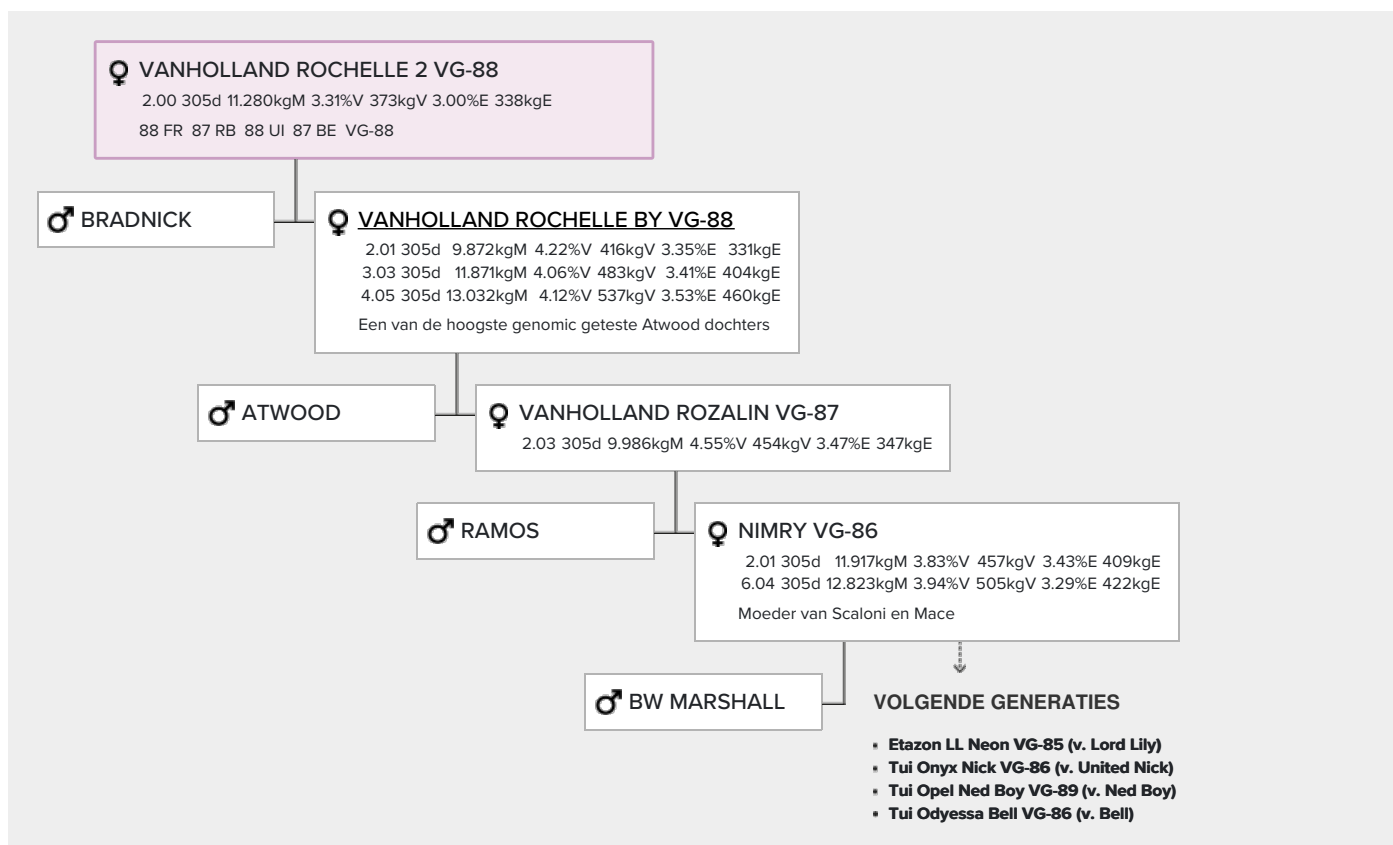 VANHOLLAND ROCHELLE 2 VG-88
2.00 305d 11.280kgM 3.31%V 373kgV 3.00%E 338kgE
88 FR 87 RB 88 UI 87 BE VG-88
BRADNICK
VANHOLLAND ROCHELLE BY VG-88
2.01 305d 9.872kgM 4.22%V 416kgV 3.35%E 331kgE
3.03 305d 11.871kgM 4.06%V 483kgV 3.41%E 404kgE
4.05 305d 13.032kgM 4.12%V 537kgV 3.53%E 460kgE
Een van de hoogste genomic geteste Atwood dochters
ATWOOD
VANHOLLAND ROZALIN VG-87
2.03 305d 9.986kgM 4.55%V 454kgV 3.47%E 347kgE
RAMOS
NIMRY VG-86
2.01 305d 11.917kgM 3.83%V 457kgV 3.43%E 409kgE
6.04 305d 12.823kgM 3.94%V 505kgV 3.29%E 422kgE
Moeder van Scaloni en Mace
BW MARSHALL
VOLGENDE GENERATIES
▪ Etazon LL Neon VG-85 (v. Lord Lily)
▪ Tui Onyx Nick VG-86 (v. United Nick)
▪ Tui Opel Ned Boy VG-89 (v. Ned Boy)
▪ Tui Odyessa Bell VG-86 (v. Bell)